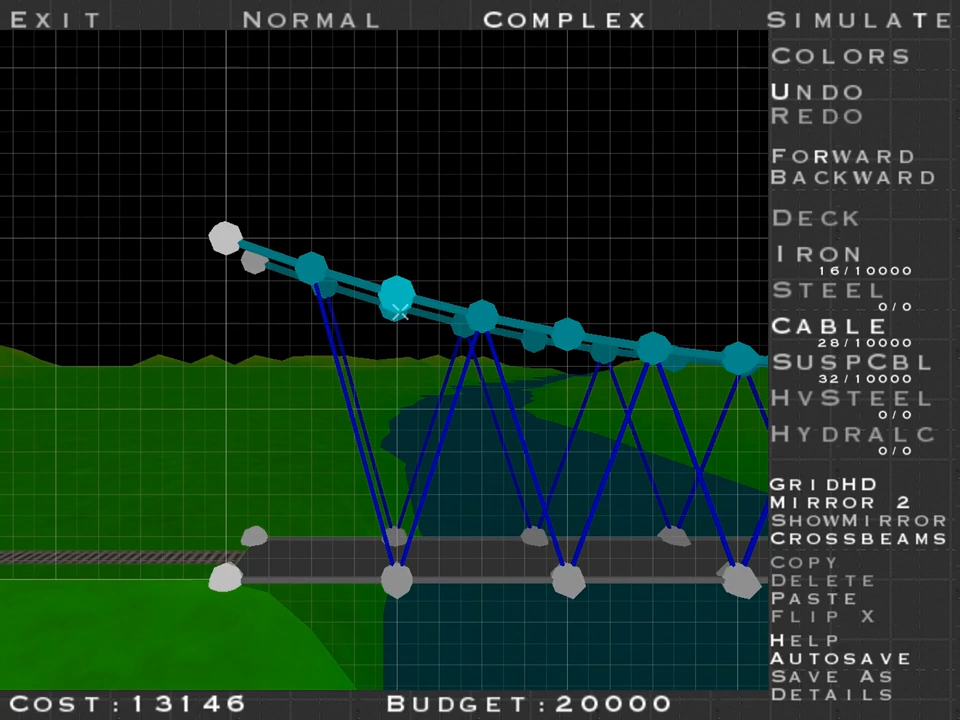 EXIT NORMAL COMPLEX SIMULATE
COLORS
UNDO
REDO
FORWARD
BACKWARD
DECK
IRON
16/10000
STEEL
0/0
CABLE
28/10000
SUSPCBL
32/10000
HVSTEEL
0/0
HYDRALC
0/0
GRIDHD
MIRROR 2
SHOWMIRROR
CROSSBEAMS
COPY
DELETE
PASTE
FLIP X
HELP
AUTOSAVE
SAVE AS
DETAILS
COST:13146 BUDGET:20000